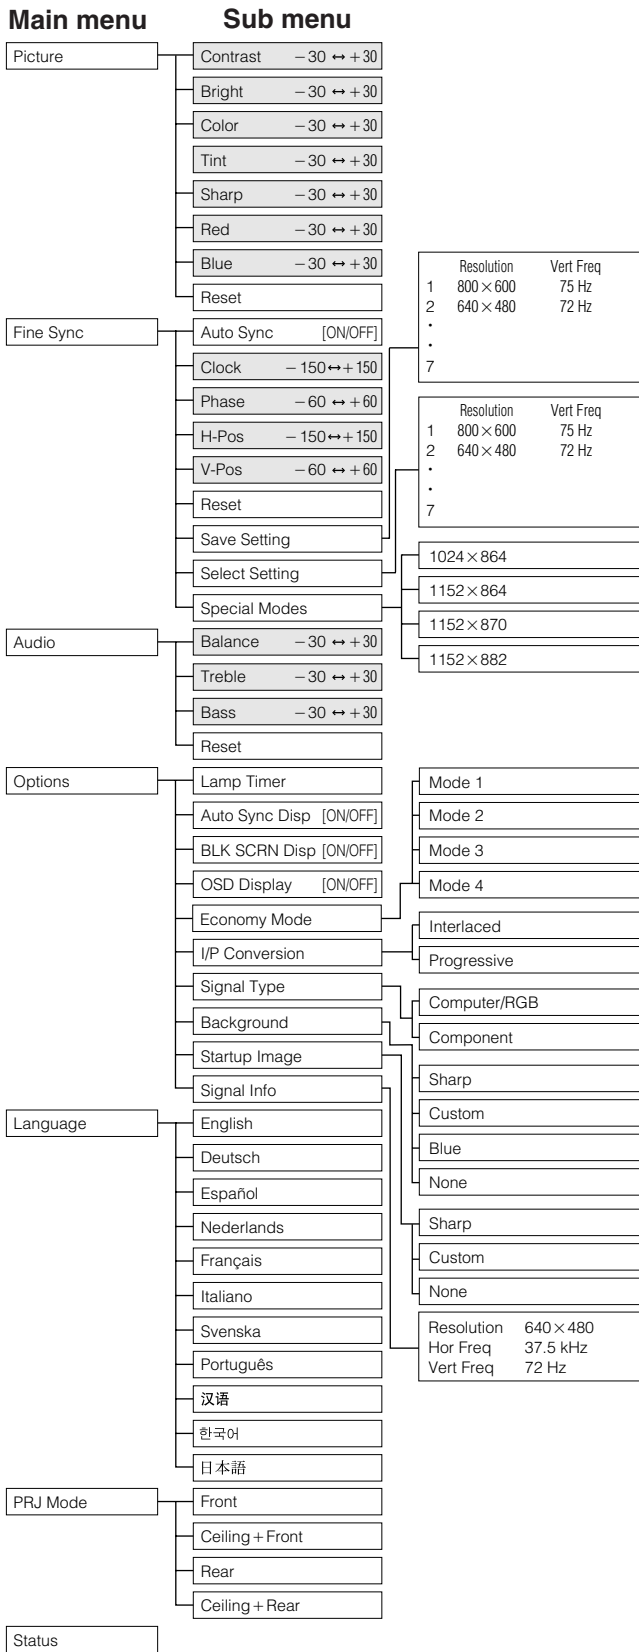 Main menu Sub menu
Picture
Contrast −30 ↔ +30
Bright −30 ↔ +30
Color −30 ↔ +30
Tint −30 ↔ +30
Sharp −30 ↔ +30
Red −30 ↔ +30
Blue −30 ↔ +30
Reset
Fine Sync
Auto Sync [ON/OFF]
Clock −150↔+150
Phase −60 ↔ +60
H-Pos −150↔+150
V-Pos −60 ↔ +60
Reset
Save Setting
Select Setting
Special Modes
Resolution Vert Freq
1 800×600 75 Hz
2 640×480 72 Hz
•
•
7
Resolution Vert Freq
1 800×600 75 Hz
2 640×480 72 Hz
•
•
7
1024×864
1152×864
1152×870
1152×882
Audio
Balance −30 ↔ +30
Treble −30 ↔ +30
Bass −30 ↔ +30
Reset
Options
Lamp Timer
Auto Sync Disp [ON/OFF]
BLK SCRN Disp [ON/OFF]
OSD Display [ON/OFF]
Economy Mode
I/P Conversion
Signal Type
Background
Startup Image
Signal Info
Mode 1
Mode 2
Mode 3
Mode 4
Interlaced
Progressive
Computer/RGB
Component
Sharp
Custom
Blue
None
Sharp
Custom
None
Resolution 640×480
Hor Freq 37.5 kHz
Vert Freq 72 Hz
Language
English
Deutsch
Español
Nederlands
Français
Italiano
Svenska
Português
汉语
한국어
日本語
PRJ Mode
Front
Ceiling+Front
Rear
Ceiling+Rear
Status